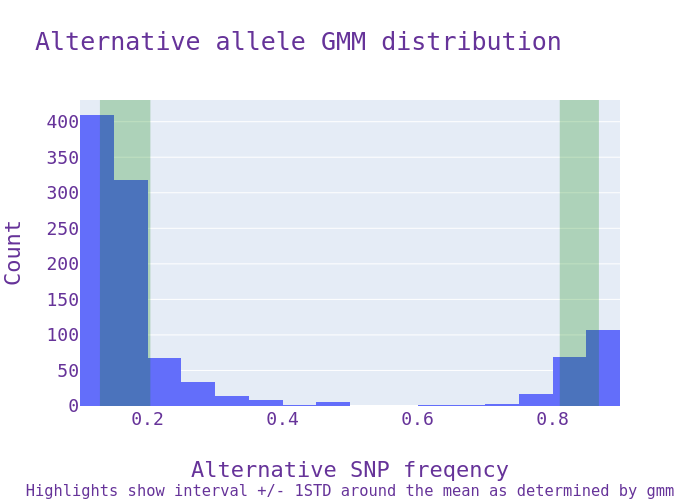 Alternative allele GMM distribution
Count
400
350
300
250
200
150
100
50
0
0.2 0.4 0.6 0.8
Alternative SNP freqency
Highlights show interval +/- 1STD around the mean as determined by gmm